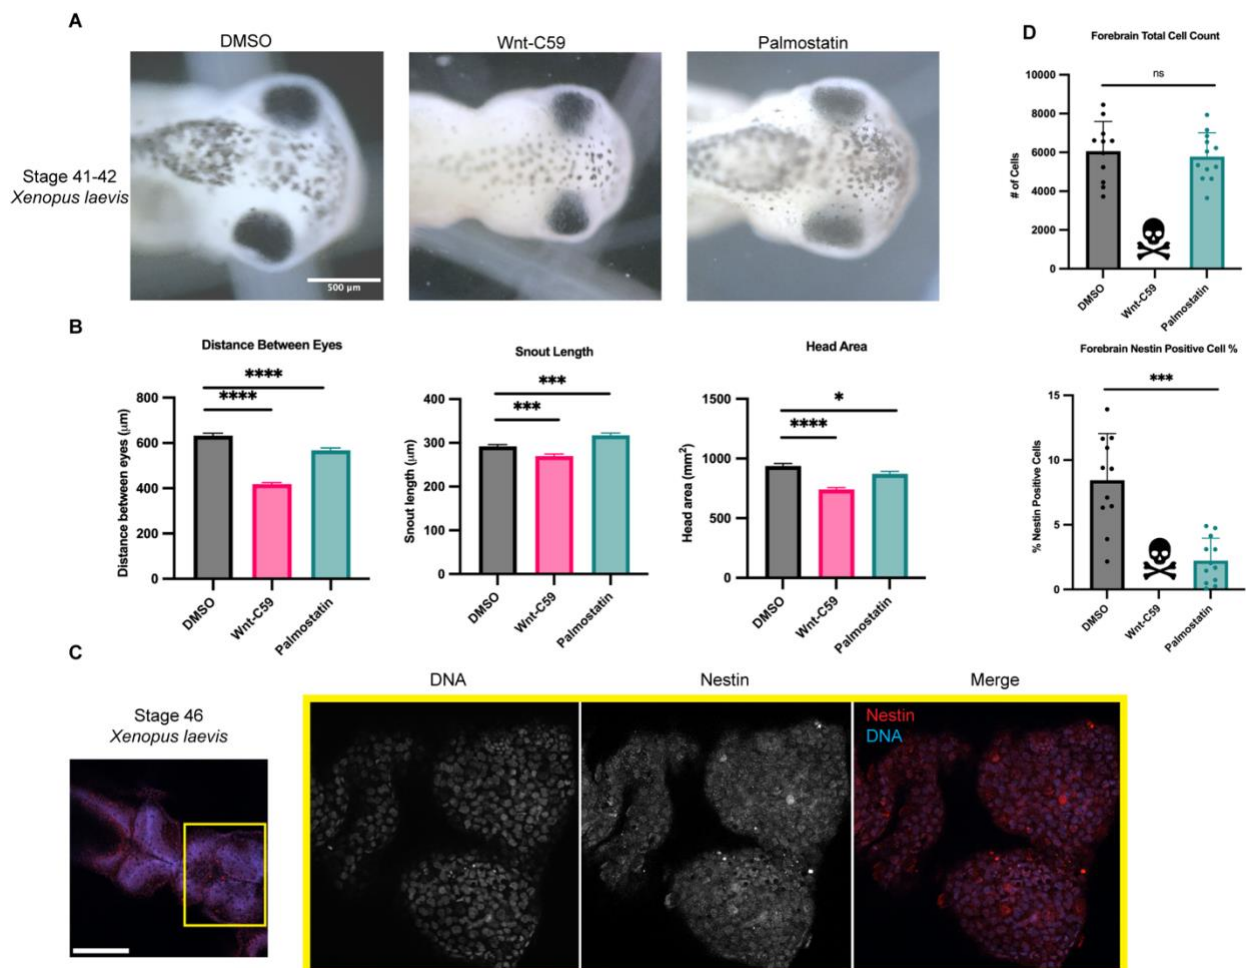 A
DMSO
Wnt-C59
Palmostatin
Stage 41-42
Xenopus laevis
500 µm
B
Distance Between Eyes
Distance between eyes (µm)
800
600
400
200
0
****
****
DMSO
Wnt-C59
Palmostatin
Snout Length
Snout length (µm)
400
300
200
100
0
***
***
DMSO
Wnt-C59
Palmostatin
Head Area
Head area (mm²)
1500
1000
500
0
*
****
DMSO
Wnt-C59
Palmostatin
C
Stage 46
Xenopus laevis
DNA
Nestin
Merge
Nestin
DNA
D
Forebrain Total Cell Count
# of Cells
10000
8000
6000
4000
2000
0
ns
DMSO
Wnt-C59
Palmostatin
Forebrain Nestin Positive Cell %
% Nestin Positive Cells
15
10
5
0
***
DMSO
Wnt-C59
Palmostatin